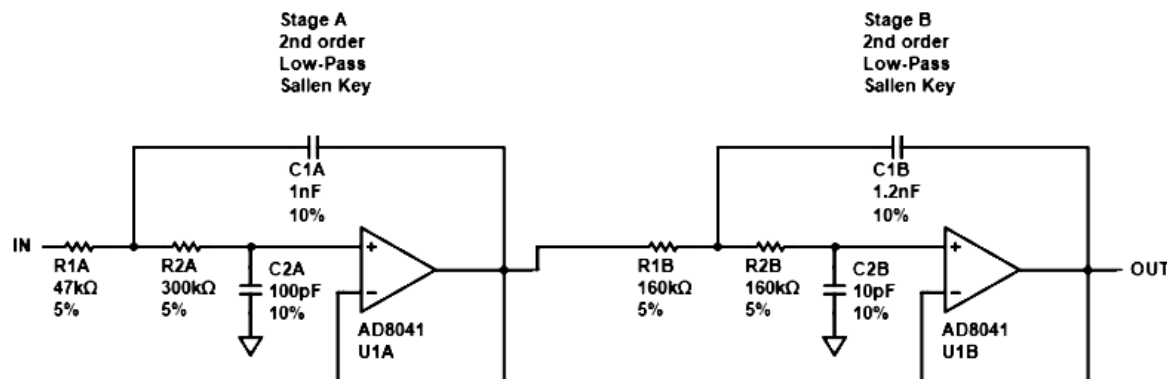 Stage A
2nd order
Low-Pass
Sallen Key
Stage B
2nd order
Low-Pass
Sallen Key
C1A
1nF
10%
C1B
1.2nF
10%
IN
R1A
47kΩ
5%
R2A
300kΩ
5%
C2A
100pF
10%
+
−
AD8041
U1A
R1B
160kΩ
5%
R2B
160kΩ
5%
C2B
10pF
10%
+
−
AD8041
U1B
OUT